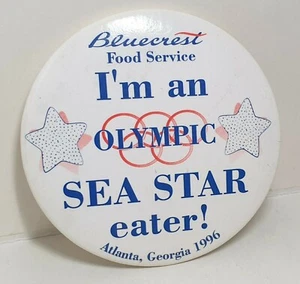 Bluecrest
Food Service
I'm an
OLYMPIC
SEA STAR
eater!
Atlanta, Georgia 1996